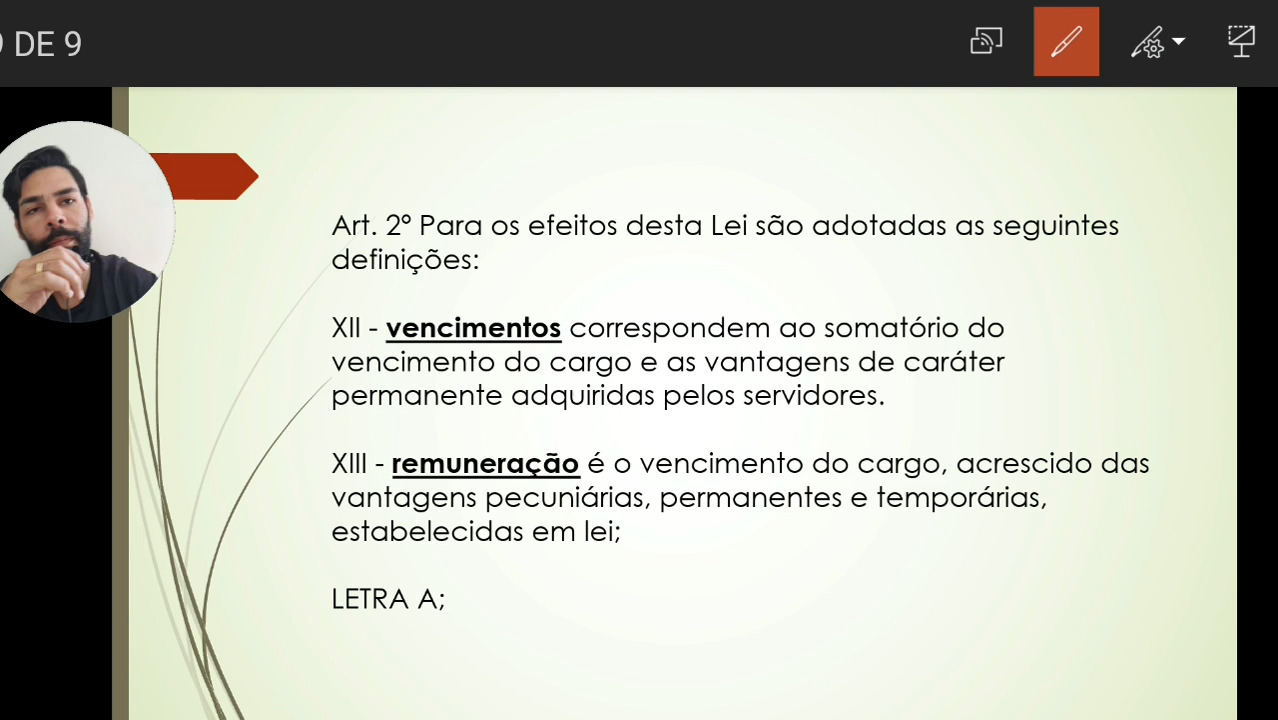 DE 9
Art. 2º Para os efeitos desta Lei são adotadas as seguintes
definições:
XII - vencimentos correspondem ao somatório do
vencimento do cargo e as vantagens de caráter
permanente adquiridas pelos servidores.
XIII - remuneração é o vencimento do cargo, acrescido das
vantagens pecuniárias, permanentes e temporárias,
estabelecidas em lei;
LETRA A;